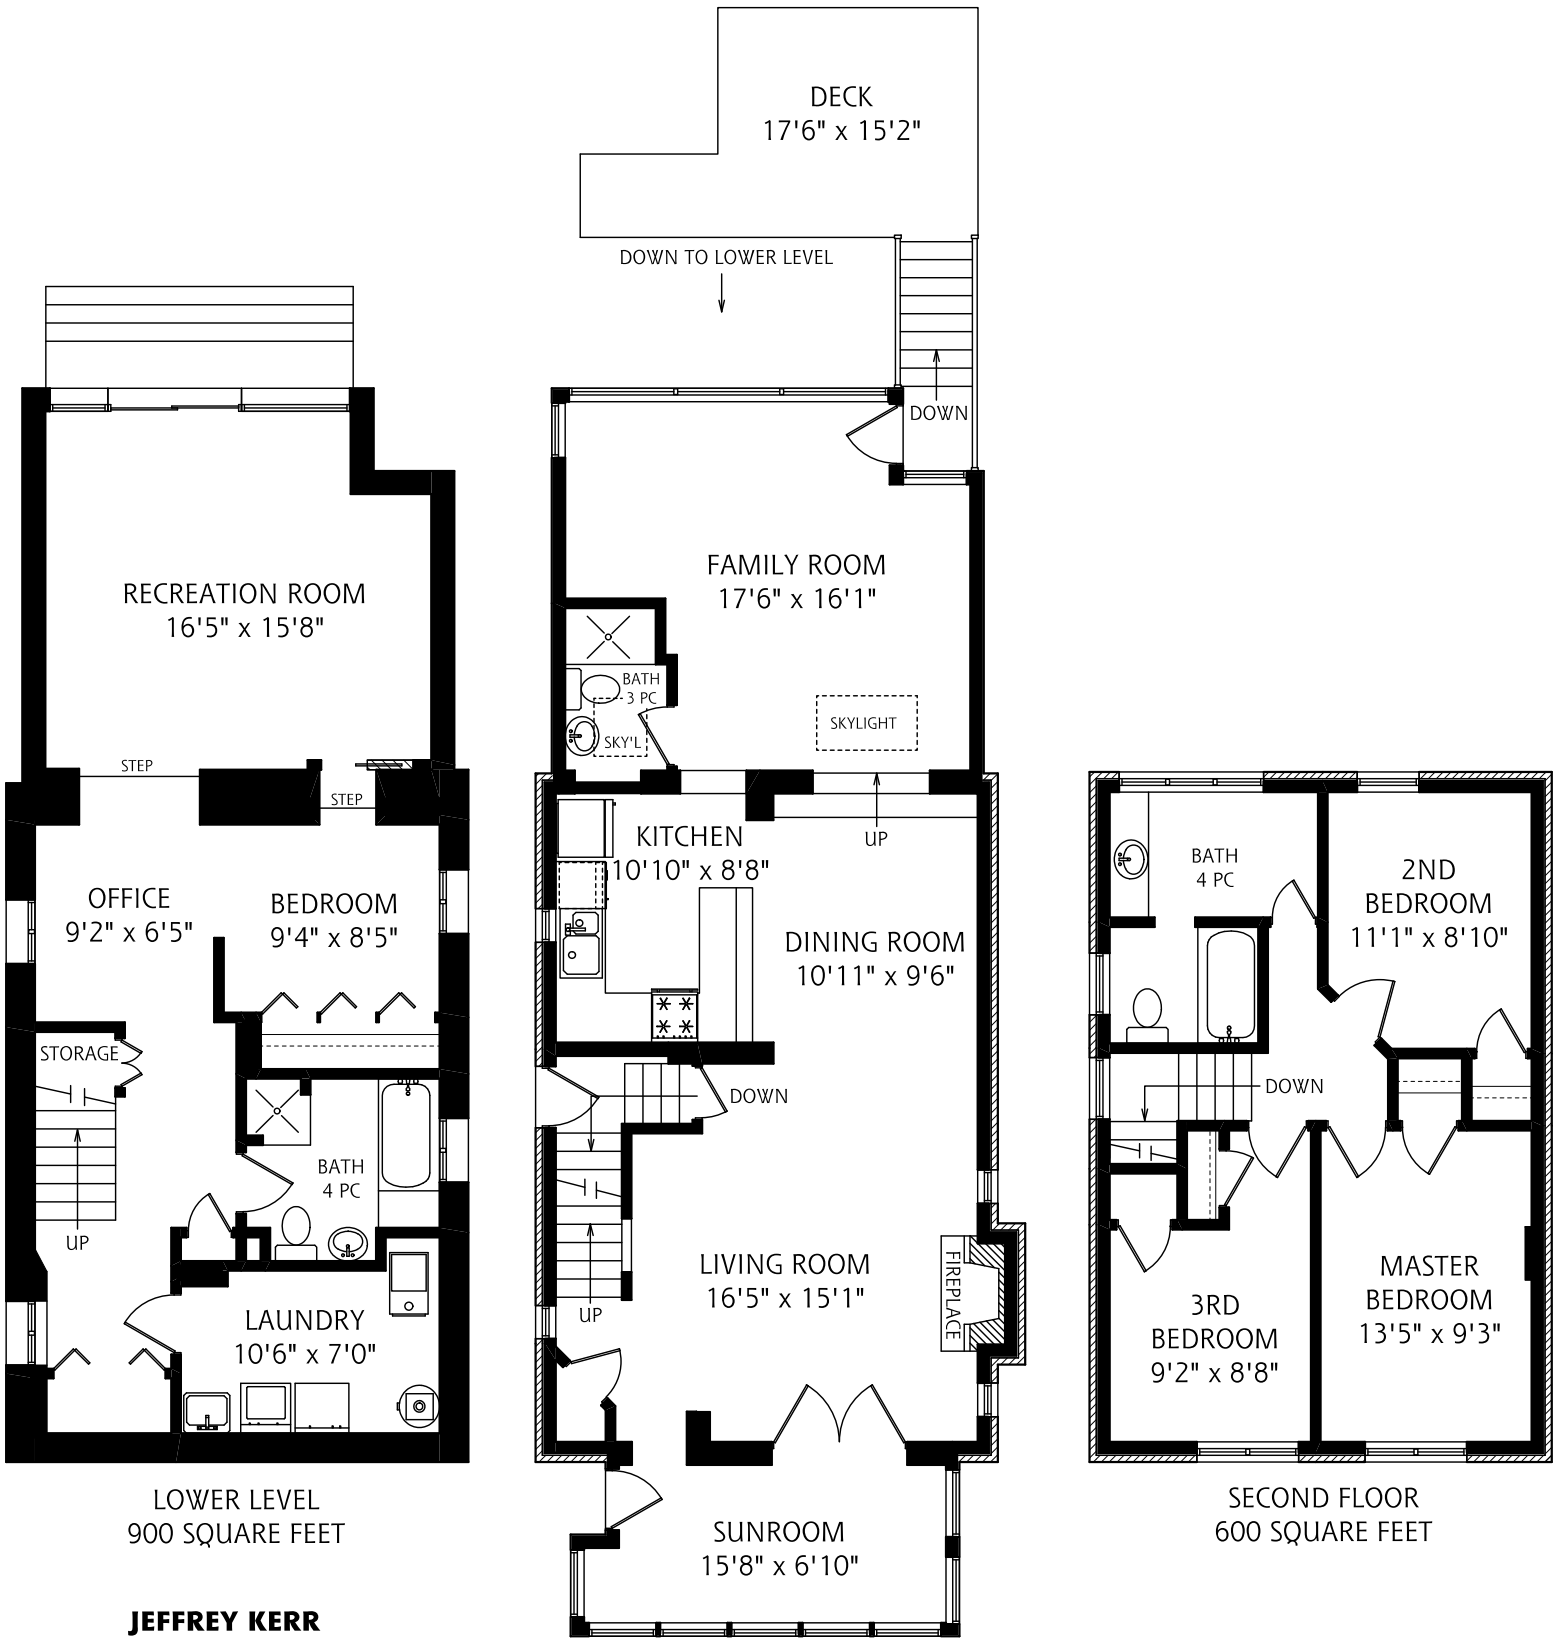 DECK
17'6" x 15'2"
DOWN TO LOWER LEVEL
DOWN
RECREATION ROOM
16'5" x 15'8"
STEP
STEP
OFFICE
9'2" x 6'5"
BEDROOM
9'4" x 8'5"
STORAGE
UP
BATH
4 PC
LAUNDRY
10'6" x 7'0"
LOWER LEVEL
900 SQUARE FEET
JEFFREY KERR
FAMILY ROOM
17'6" x 16'1"
BATH
3 PC
SKY'L
SKYLIGHT
UP
KITCHEN
10'10" x 8'8"
DINING ROOM
10'11" x 9'6"
DOWN
UP
LIVING ROOM
16'5" x 15'1"
FIREPLACE
SUNROOM
15'8" x 6'10"
BATH
4 PC
2ND
BEDROOM
11'1" x 8'10"
DOWN
3RD
BEDROOM
9'2" x 8'8"
MASTER
BEDROOM
13'5" x 9'3"
SECOND FLOOR
600 SQUARE FEET